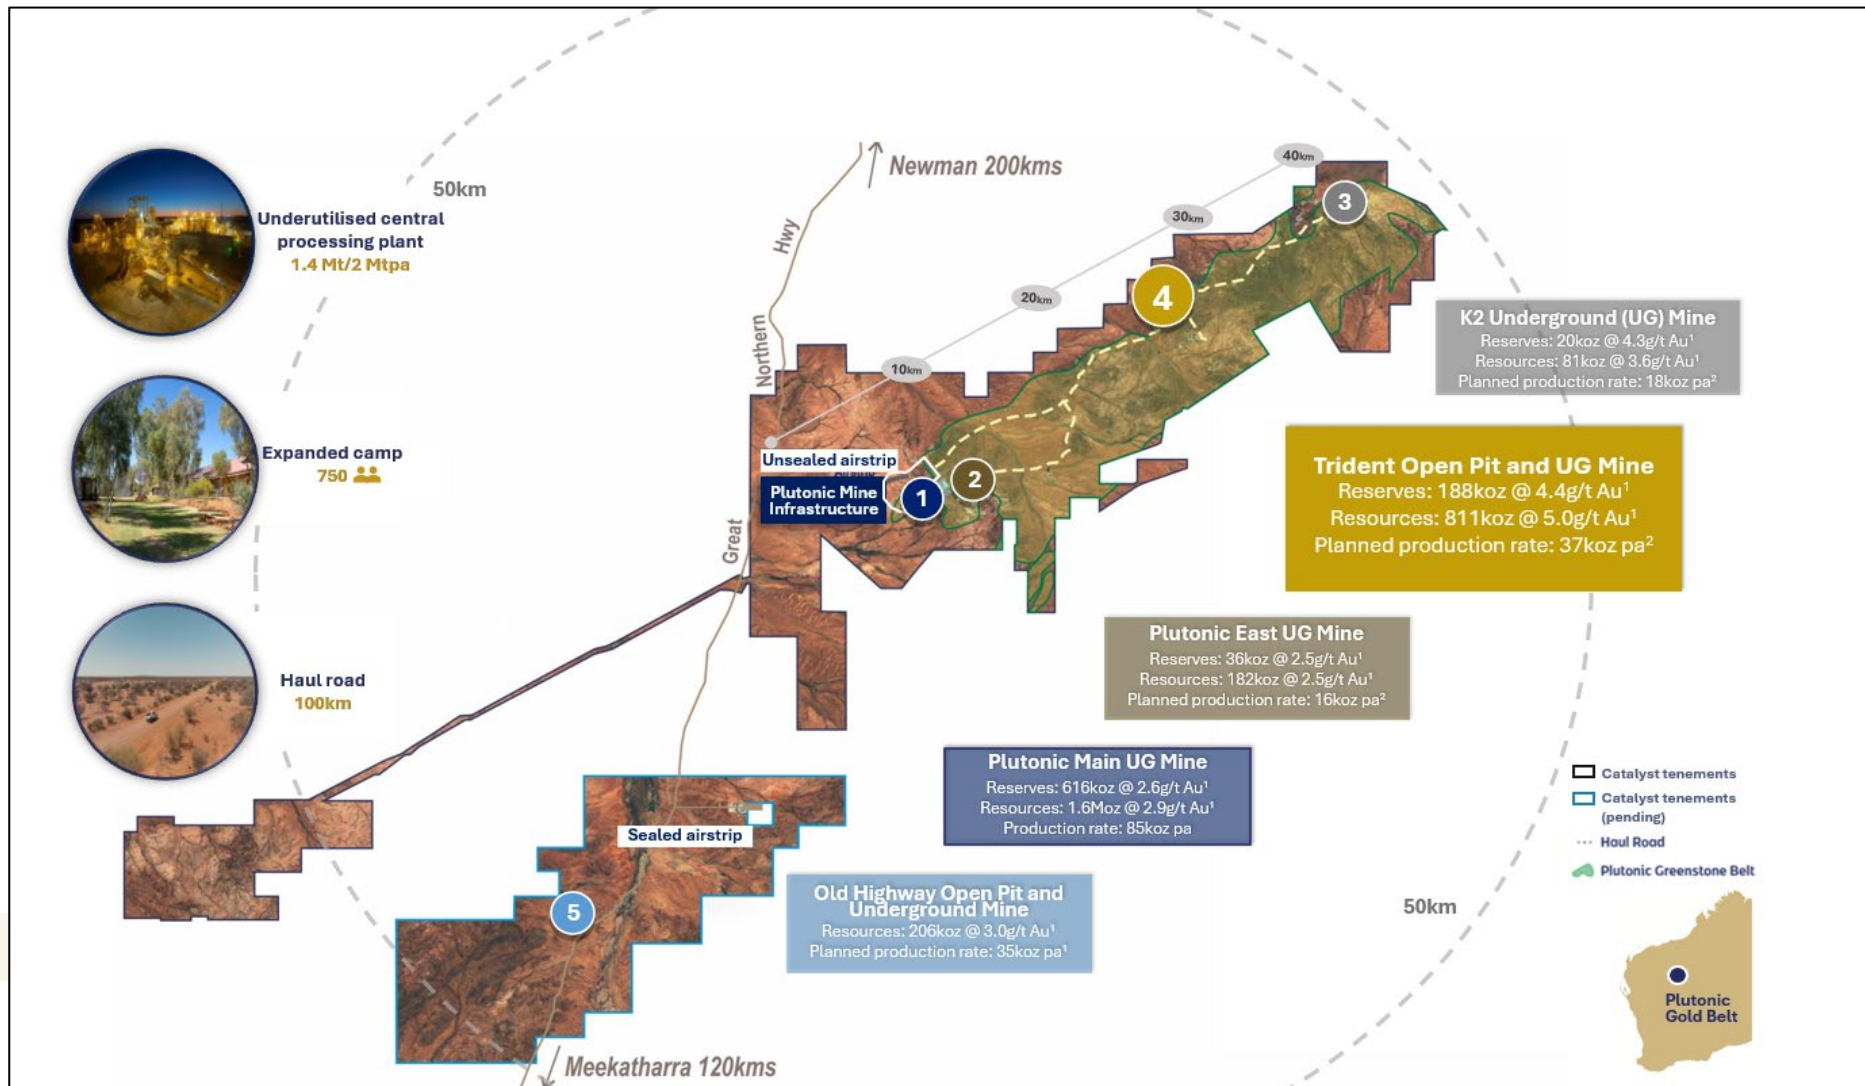 50km
Underutilised central
processing plant
1.4 Mt/2 Mtpa
Expanded camp
750
Haul road
100km
Newman 200kms
Great
Northern
Hwy
10km
20km
30km
40km
3
4
2
1
Unsealed airstrip
Plutonic Mine
Infrastructure
K2 Underground (UG) Mine
Reserves: 20koz @ 4.3g/t Au¹
Resources: 81koz @ 3.6g/t Au¹
Planned production rate: 18koz pa²
Trident Open Pit and UG Mine
Reserves: 188koz @ 4.4g/t Au¹
Resources: 811koz @ 5.0g/t Au¹
Planned production rate: 37koz pa²
Plutonic East UG Mine
Reserves: 36koz @ 2.5g/t Au¹
Resources: 182koz @ 2.5g/t Au¹
Planned production rate: 16koz pa²
Plutonic Main UG Mine
Reserves: 616koz @ 2.6g/t Au¹
Resources: 1.6Moz @ 2.9g/t Au¹
Production rate: 85koz pa
Sealed airstrip
5
Old Highway Open Pit and
Underground Mine
Resources: 206koz @ 3.0g/t Au¹
Planned production rate: 35koz pa¹
Meekatharra 120kms
50km
Catalyst tenements
Catalyst tenements
(pending)
Haul Road
Plutonic Greenstone Belt
Plutonic
Gold Belt